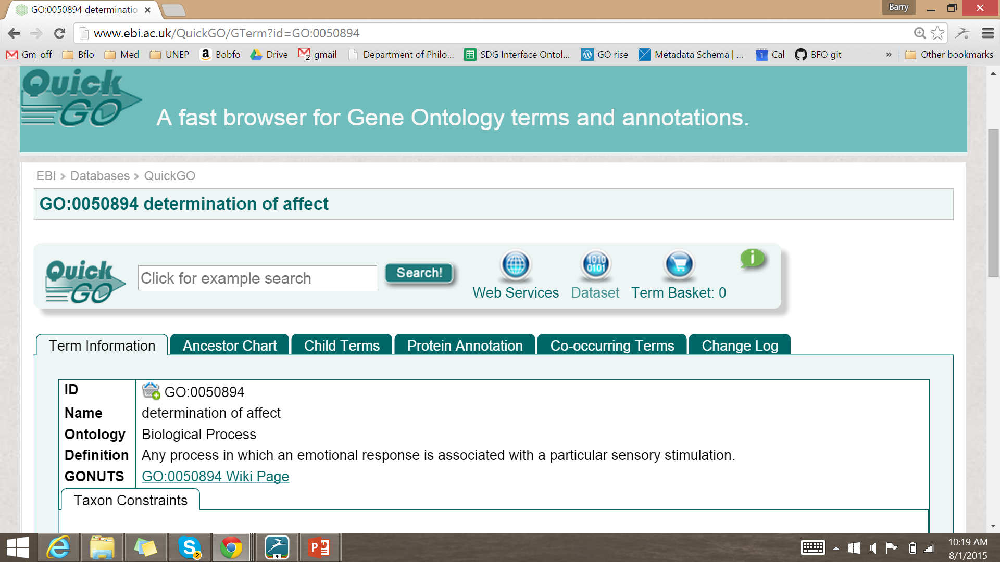 GO:0050894 determinatio
Barry
www.ebi.ac.uk/QuickGO/GTerm?id=GO:0050894
Gm_off Bflo Med UNEP Bobfo Drive 2 gmail Department of Philo... SDG Interface Ontol... GO rise Metadata Schema | ... 1 Cal BFO git » Other bookmarks
Quick
GO
A fast browser for Gene Ontology terms and annotations.
EBI > Databases > QuickGO
GO:0050894 determination of affect
Quick
GO
Click for example search
Search!
1010
0101
i
Web Services Dataset Term Basket: 0
Term Information Ancestor Chart Child Terms Protein Annotation Co-occurring Terms Change Log
ID GO:0050894
Name determination of affect
Ontology Biological Process
Definition Any process in which an emotional response is associated with a particular sensory stimulation.
GONUTS GO:0050894 Wiki Page
Taxon Constraints
S 2
P
10:19 AM
8/1/2015